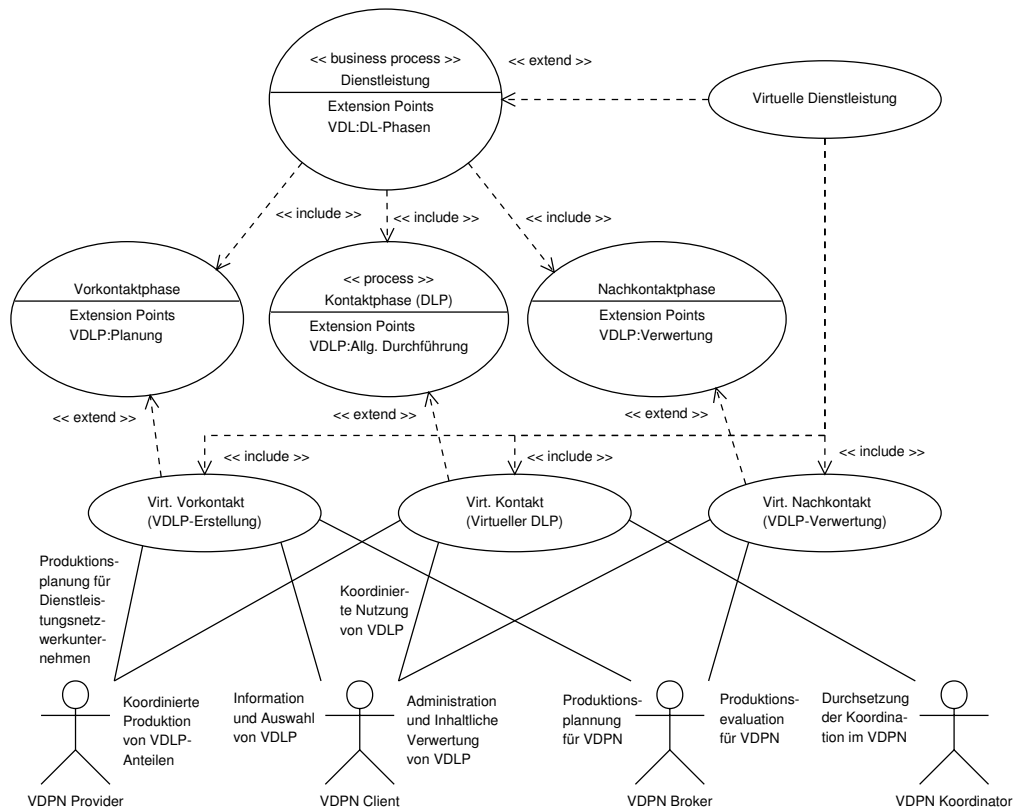 << business process >>
Dienstleistung
Extension Points
VDL:DL-Phasen
<< extend >>
Virtuelle Dienstleistung
<< include >>
<< include >>
<< include >>
Vorkontaktphase
Extension Points
VDLP:Planung
<< process >>
Kontaktphase (DLP)
Extension Points
VDLP:Allg. Durchführung
Nachkontaktphase
Extension Points
VDLP:Verwertung
<< extend >>
<< extend >>
<< extend >>
<< include >>
<< include >>
<< include >>
Virt. Vorkontakt
(VDLP-Erstellung)
Virt. Kontakt
(Virtueller DLP)
Virt. Nachkontakt
(VDLP-Verwertung)
Produktions-
planung für
Dienstleis-
tungsnetz-
werkunter-
nehmen
Koordinier-
te Nutzung
von VDLP
Koordinierte
Produktion
von VDLP-
Anteilen
Information
und Auswahl
von VDLP
Administration
und Inhaltliche
Verwertung
von VDLP
Produktions-
plannung
für VDPN
Produktions-
evaluation
für VDPN
Durchsetzung
der Koordina-
tion im VDPN
VDPN Provider
VDPN Client
VDPN Broker
VDPN Koordinator